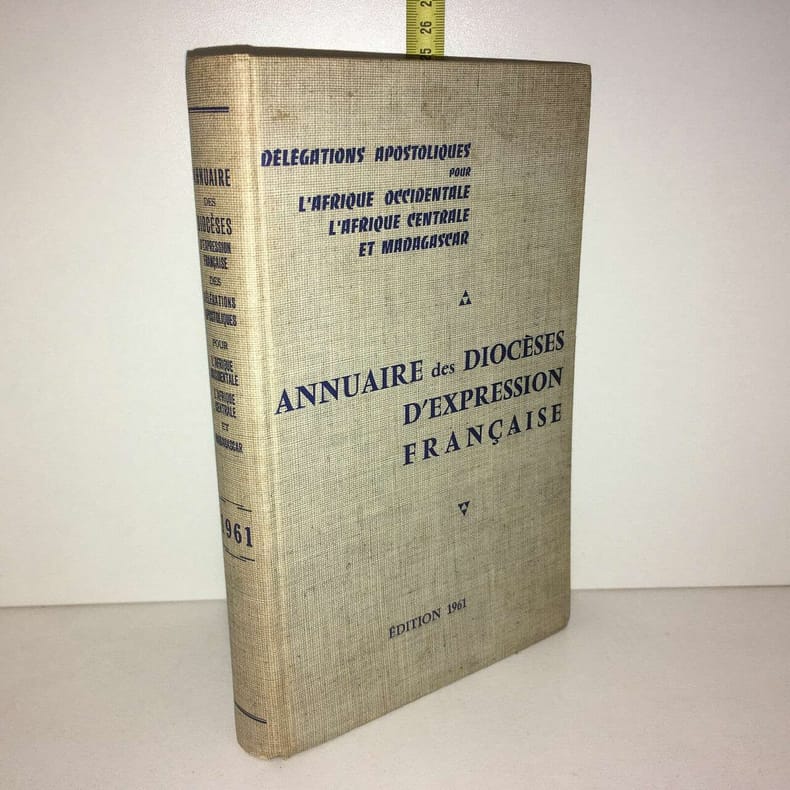 25 26 2
DÉLÉGATIONS APOSTOLIQUES
POUR
L'AFRIQUE OCCIDENTALE
L'AFRIQUE CENTRALE
ET MADAGASCAR
ANNUAIRE des DIOCÈSES
D'EXPRESSION
FRANÇAISE
ÉDITION 1961
ANNUAIRE
DES
DIOCÈSES
D'EXPRESSION
FRANÇAISE
DES
DÉLÉGATIONS
APOSTOLIQUES
POUR
L'AFRIQUE
OCCIDENTALE
L'AFRIQUE
CENTRALE
ET
MADAGASCAR
1961